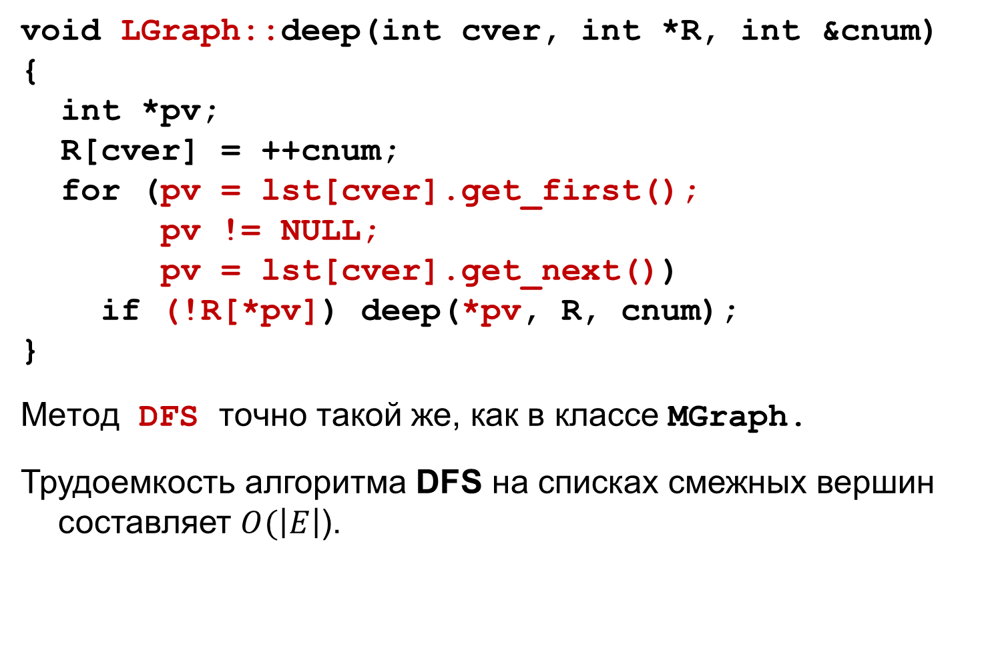 void LGraph::deep(int cver, int *R, int &cnum)
{
int *pv;
R[cver] = ++cnum;
for (pv = lst[cver].get_first();
pv != NULL;
pv = lst[cver].get_next())
if (!R[*pv]) deep(*pv, R, cnum);
}
Метод DFS точно такой же, как в классе MGraph.
Трудоемкость алгоритма DFS на списках смежных вершин
составляет O(|E|).